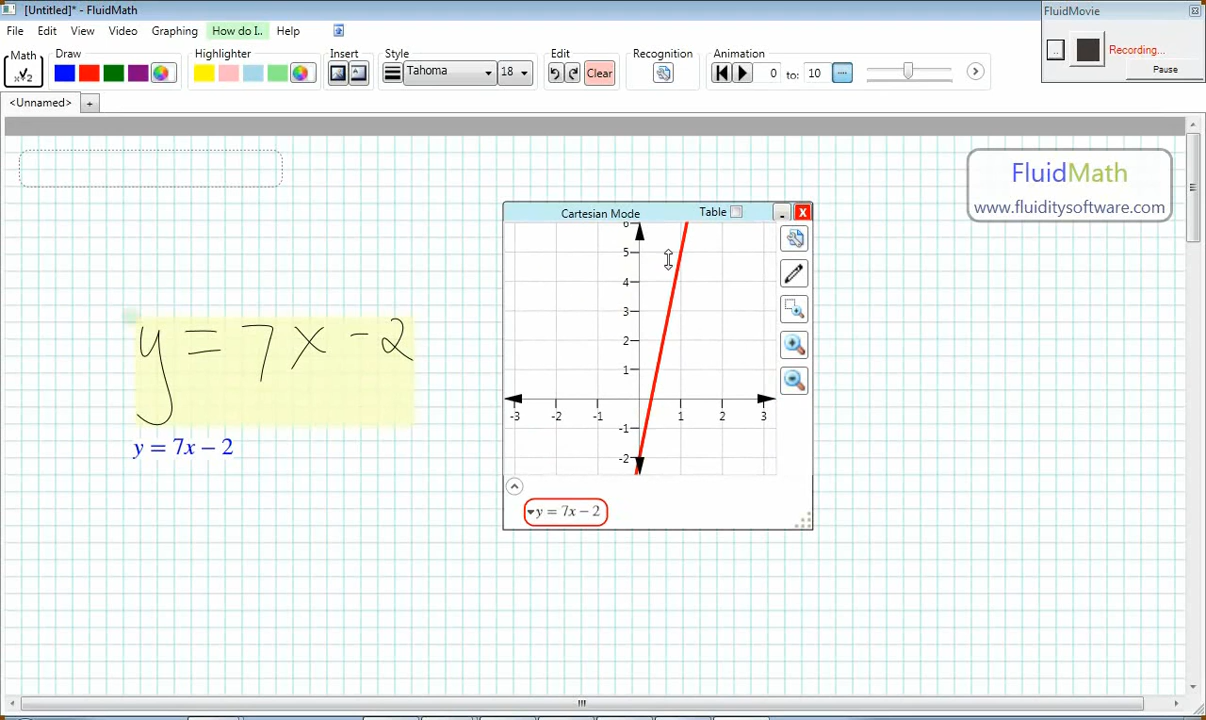 [Untitled]* - FluidMath
File Edit View Video Graphing How do I.. Help
Math Draw Highlighter Insert Style Edit Recognition Animation
√2 Tahoma 18 Clear 0 to: 10
FluidMovie
Recording...
Pause
<Unnamed> +
FluidMath
www.fluiditysoftware.com
Cartesian Mode Table
6
5
4
3
2
1
-3 -2 -1 1 2 3
-1
-2
y = 7x - 2
y = 7x − 2
y = 7x − 2